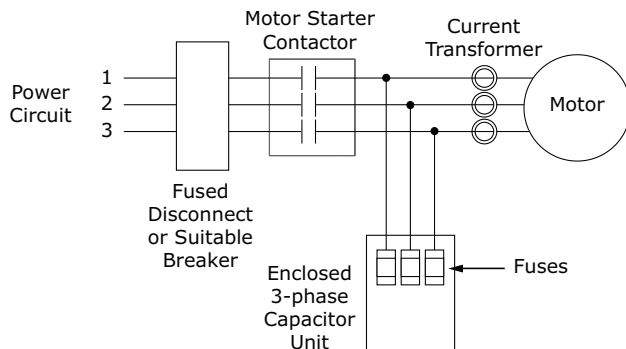 Motor Starter
Contactor
Current
Transformer
Power
Circuit
1
2
3
Motor
Fused
Disconnect
or Suitable
Breaker
Enclosed
3-phase
Capacitor
Unit
Fuses